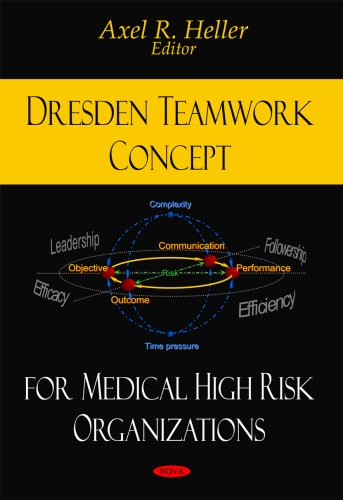 Axel R. Heller
Editor
DRESDEN TEAMWORK
CONCEPT
Complexity
Leadership
Communication
Followership
Objective
Risk
Performance
Efficacy
Outcome
Efficiency
Time pressure
FOR MEDICAL HIGH RISK
ORGANIZATIONS
NOVA